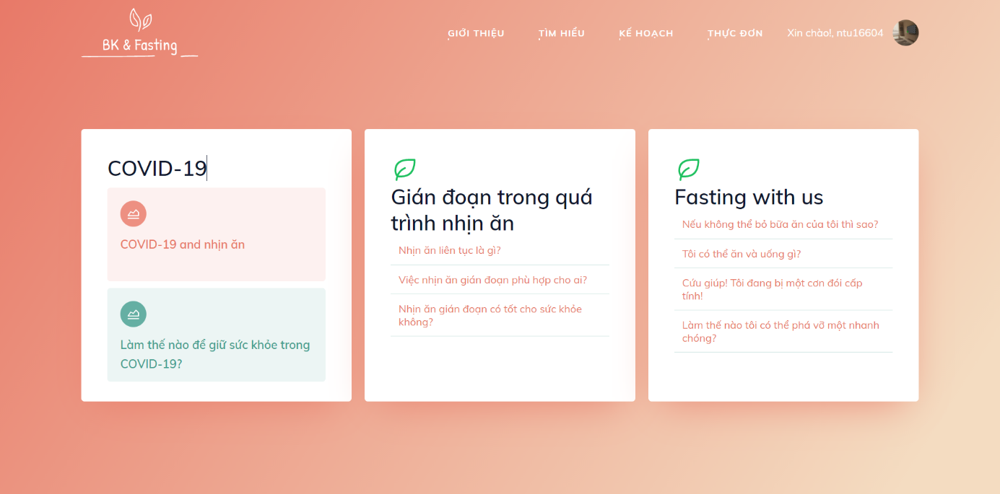 BK & Fasting
GIỚI THIỆU
TÌM HIỂU
KẾ HOẠCH
THỰC ĐƠN
Xin chào!, ntu16604
COVID-19
COVID-19 and nhịn ăn
Làm thế nào để giữ sức khỏe trong
COVID-19?
Gián đoạn trong quá
trình nhịn ăn
Nhịn ăn liên tục là gì?
Việc nhịn ăn gián đoạn phù hợp cho ai?
Nhịn ăn gián đoạn có tốt cho sức khỏe
không?
Fasting with us
Nếu không thể bỏ bữa ăn của tôi thì sao?
Tôi có thể ăn và uống gì?
Cứu giúp! Tôi đang bị một cơn đói cấp
tính!
Làm thế nào tôi có thể phá vỡ một nhanh
chóng?